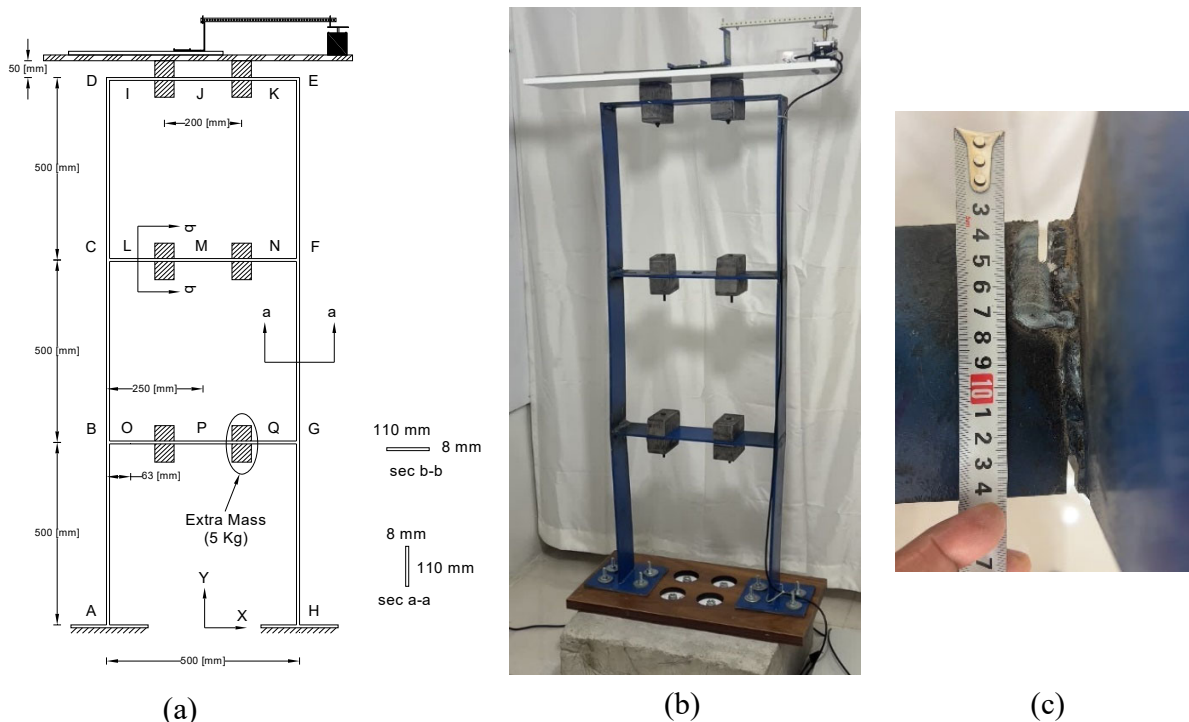 50 [mm]
D
E
I
J
K
200 [mm]
500 [mm]
b
C
L
M
N
F
b
a
a
500 [mm]
250 [mm]
B
O
P
Q
G
110 mm
8 mm
sec b-b
63 [mm]
Extra Mass
(5 Kg)
8 mm
110 mm
sec a-a
500 [mm]
Y
X
A
H
500 [mm]
3
4
5
6
7
8
9
10
1
2
3
4
7
(a)
(b)
(c)